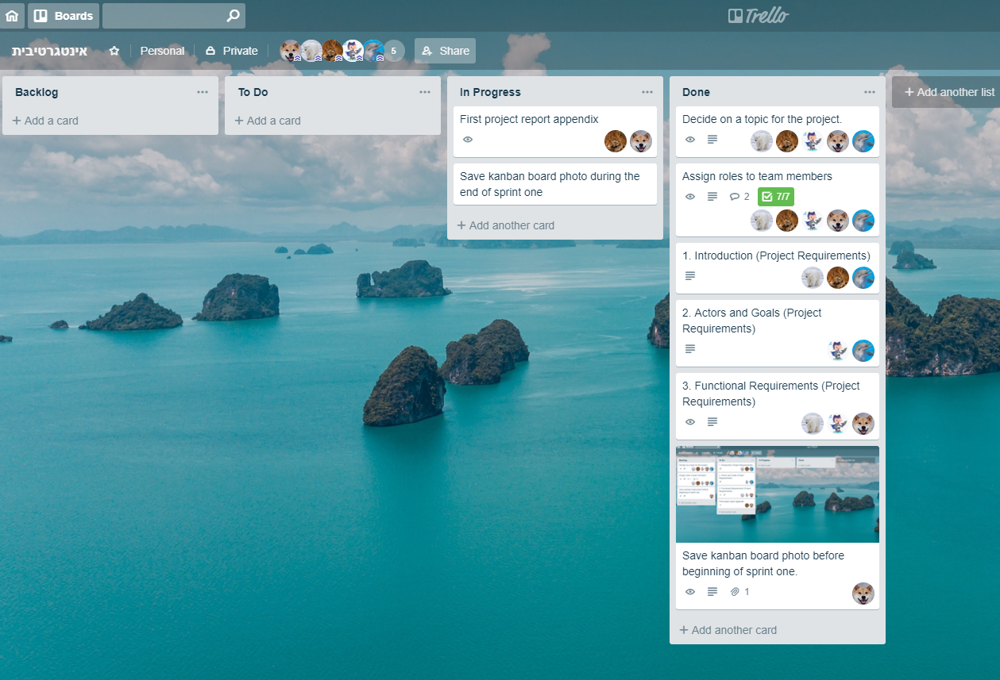 Boards
Trello
אינטגרטיבית
Personal
Private
5
Share
Backlog
+ Add a card
To Do
+ Add a card
In Progress
First project report appendix
Save kanban board photo during the
end of sprint one
+ Add another card
Done
Decide on a topic for the project.
Assign roles to team members
2
7/7
1. Introduction (Project Requirements)
2. Actors and Goals (Project
Requirements)
3. Functional Requirements (Project
Requirements)
Save kanban board photo before
beginning of sprint one.
1
+ Add another card
+ Add another list